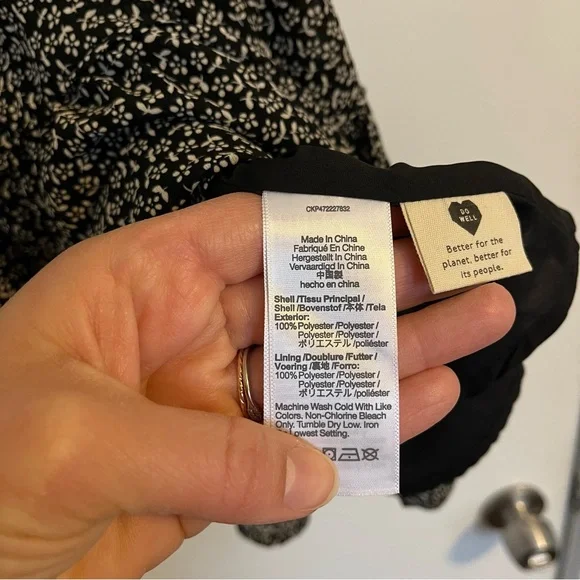 CKP472227832
Made In China
Fabriqué En Chine
Hergestellt In China
Vervaardigd In China
中国製
hecho en china
Shell /Tissu Principal/
Shell /Bovenstof /本体 /Tela
Exterior:
100% Polyester /Polyester /
Polyester /Polyester /
ポリエステル /poliéster
Lining /Doublure /Futter /
Voering /裏地 /Forro:
100% Polyester /Polyester /
Polyester /Polyester /
ポリエステル /poliéster
Machine Wash Cold With Like
Colors. Non-Chlorine Bleach
Only. Tumble Dry Low. Iron
Lowest Setting.
DO
WELL
Better for the
planet, better for
its people.